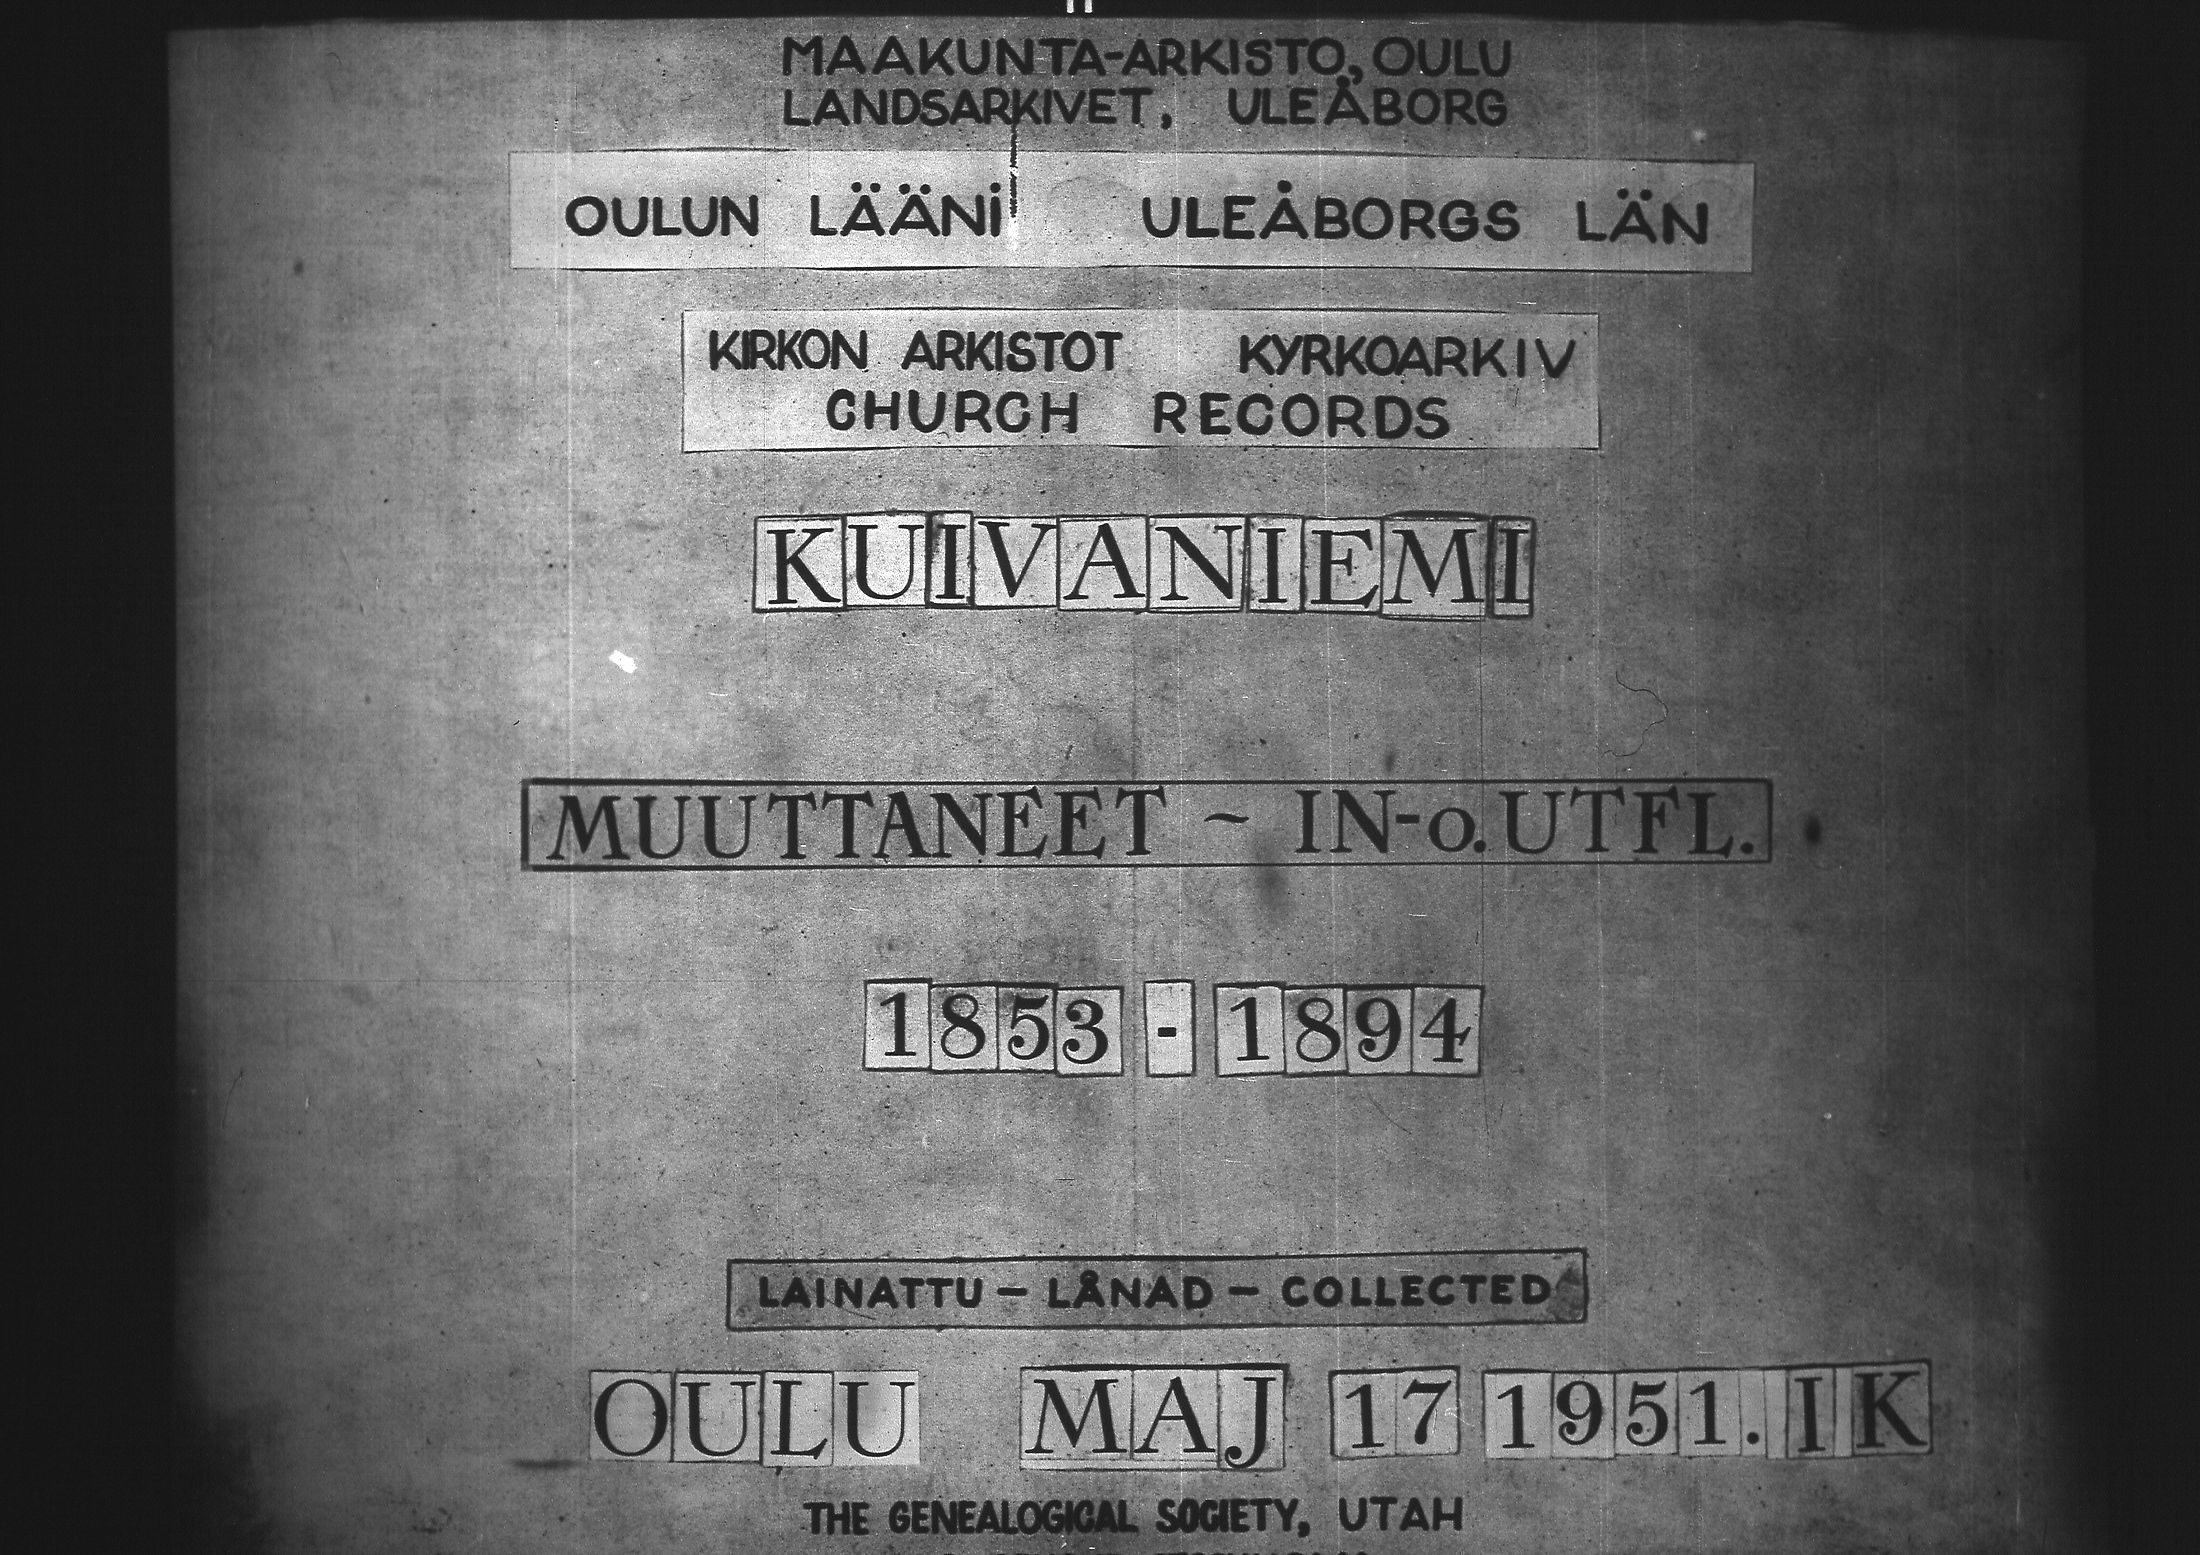 MAAKUNTA-ARKISTO, OULU
LANDSARKIVET, ULEÅBORG
OULUN LÄÄNI ULEÅBORGS LÄN
KIRKON ARKISTOT KYRKOARKIV
CHURCH RECORDS
KUIVANIEMI
MUUTTANEET ~ IN-o.UTFL.
1853 - 1894
LAINATTU - LÅNAD - COLLECTED
OULU MAJ 17 1951. IK
THE GENEALOGICAL SOCIETY, UTAH